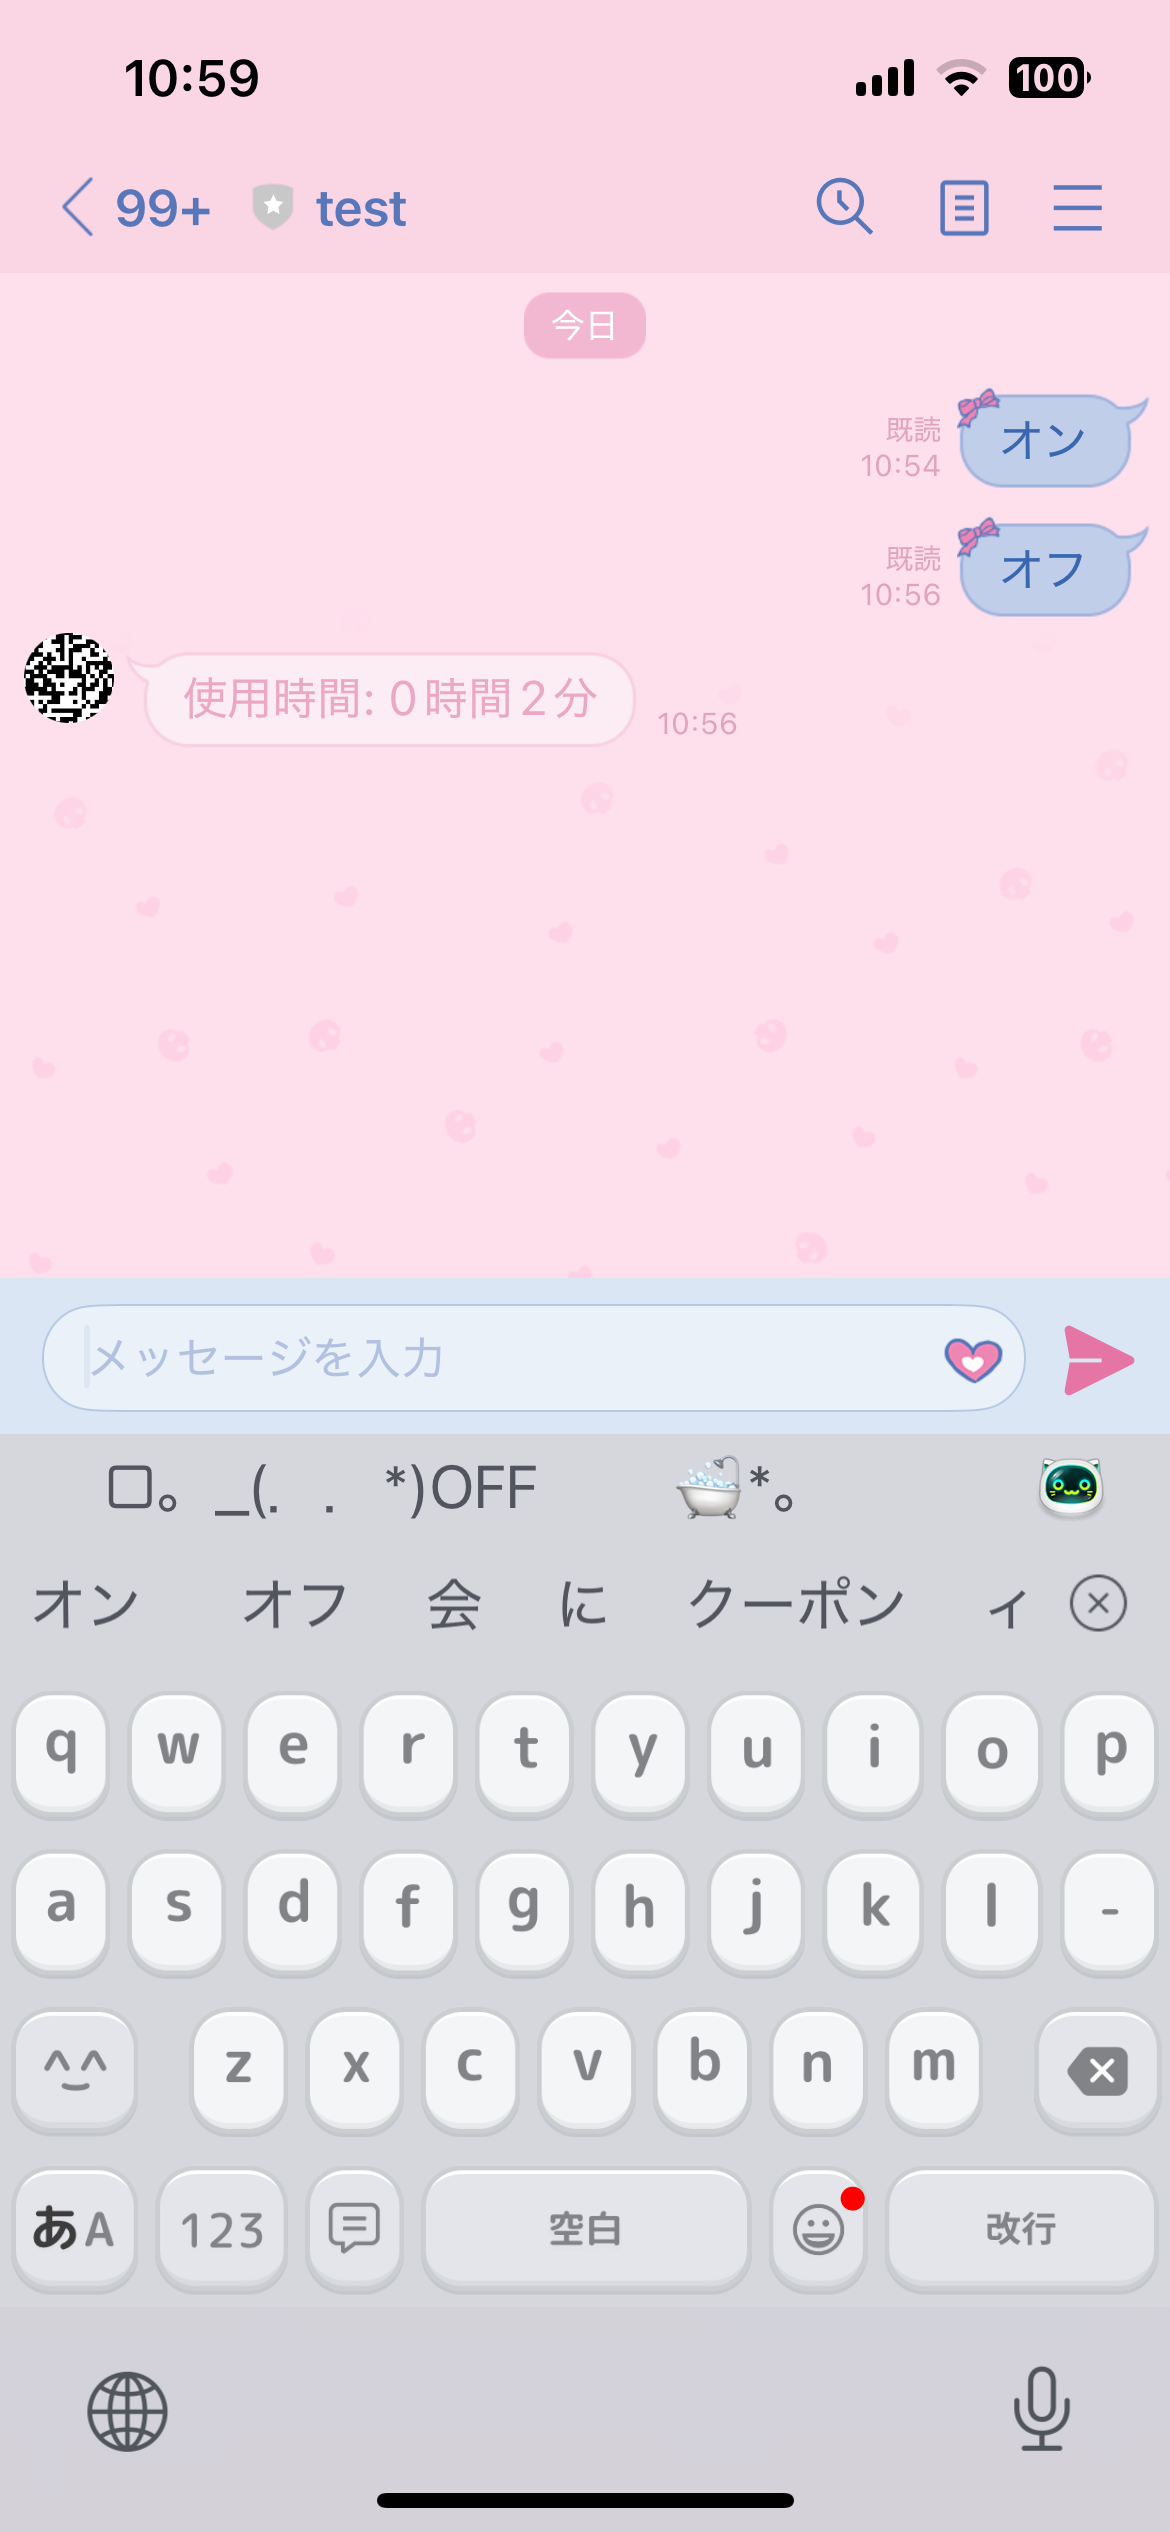 10:59
100
99+ test
今日
既読
10:54
オン
既読
10:56
オフ
使用時間: 0時間2分
10:56
メッセージを入力
口。_(. . *)OFF *。
オン オフ 会 に クーポン ィ
q w e r t y u i o p
a s d f g h j k l -
^_^ z x c v b n m
あA 123 空白 改行